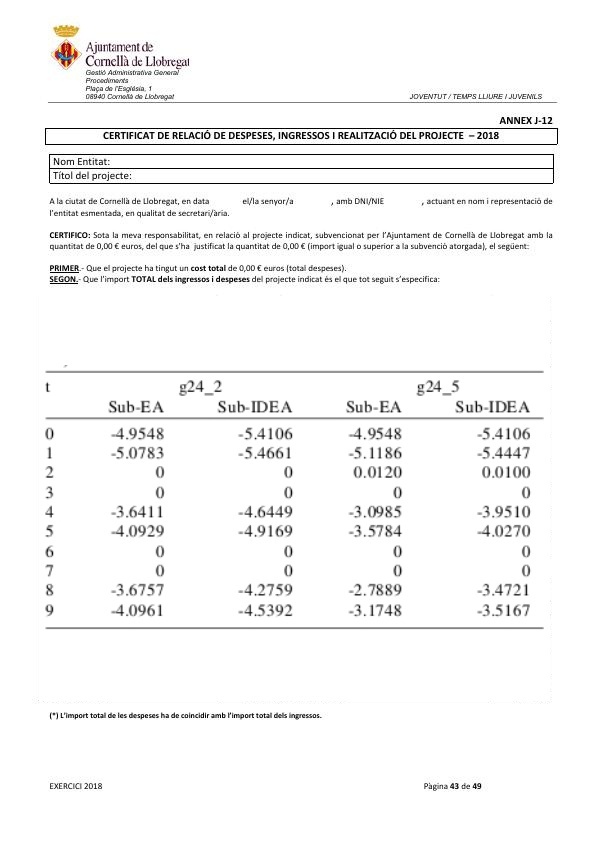 Ajuntament de
Cornellà de Llobregat
Gestió Administrativa General
Procediments
Plaça de l'Església, 1
08940 Cornellà de Llobregat
JOVENTUT / TEMPS LLIURE I JUVENILS
ANNEX J-12
CERTIFICAT DE RELACIÓ DE DESPESES, INGRESSOS I REALITZACIÓ DEL PROJECTE – 2018
Nom Entitat:
Títol del projecte:
A la ciutat de Cornellà de Llobregat, en data el/la senyor/a , amb DNI/NIE , actuant en nom i representació de
l'entitat esmentada, en qualitat de secretari/ària.
CERTIFICO: Sota la meva responsabilitat, en relació al projecte indicat, subvencionat per l'Ajuntament de Cornellà de Llobregat amb la
quantitat de 0,00 € euros, del que s'ha justificat la quantitat de 0,00 € (import igual o superior a la subvenció atorgada), el següent:
PRIMER.- Que el projecte ha tingut un cost total de 0,00 € euros (total despeses).
SEGON.- Que l'import TOTAL dels ingressos i despeses del projecte indicat és el que tot seguit s'especifica:
t g24_2 g24_5
Sub-EA Sub-IDEA Sub-EA Sub-IDEA
0 -4.9548 -5.4106 -4.9548 -5.4106
1 -5.0783 -5.4661 -5.1186 -5.4447
2 0 0 0.0120 0.0100
3 0 0 0 0
4 -3.6411 -4.6449 -3.0985 -3.9510
5 -4.0929 -4.9169 -3.5784 -4.0270
6 0 0 0 0
7 0 0 0 0
8 -3.6757 -4.2759 -2.7889 -3.4721
9 -4.0961 -4.5392 -3.1748 -3.5167
(*) L'import total de les despeses ha de coincidir amb l'import total dels ingressos.
EXERCICI 2018 Pàgina 43 de 49